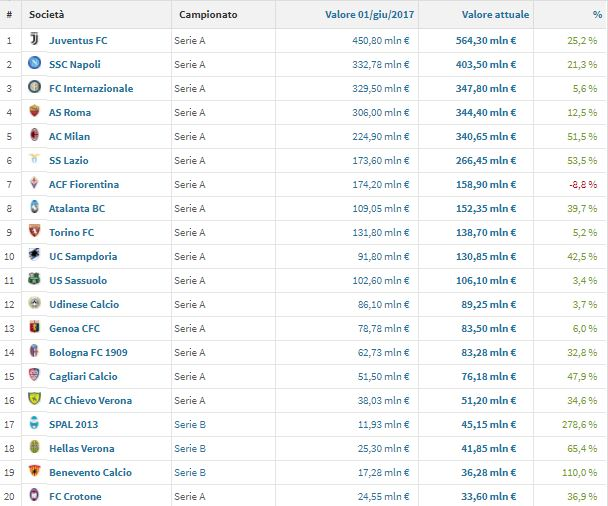 # Società Campionato Valore 01/giu/2017 Valore attuale %
1 Juventus FC Serie A 450,80 mln € 564,30 mln € 25,2 %
2 SSC Napoli Serie A 332,78 mln € 403,50 mln € 21,3 %
3 FC Internazionale Serie A 329,50 mln € 347,80 mln € 5,6 %
4 AS Roma Serie A 306,00 mln € 344,40 mln € 12,5 %
5 AC Milan Serie A 224,90 mln € 340,65 mln € 51,5 %
6 SS Lazio Serie A 173,60 mln € 266,45 mln € 53,5 %
7 ACF Fiorentina Serie A 174,20 mln € 158,90 mln € -8,8 %
8 Atalanta BC Serie A 109,05 mln € 152,35 mln € 39,7 %
9 Torino FC Serie A 131,80 mln € 138,70 mln € 5,2 %
10 UC Sampdoria Serie A 91,80 mln € 130,85 mln € 42,5 %
11 US Sassuolo Serie A 102,60 mln € 106,10 mln € 3,4 %
12 Udinese Calcio Serie A 86,10 mln € 89,25 mln € 3,7 %
13 Genoa CFC Serie A 78,78 mln € 83,50 mln € 6,0 %
14 Bologna FC 1909 Serie A 62,73 mln € 83,28 mln € 32,8 %
15 Cagliari Calcio Serie A 51,50 mln € 76,18 mln € 47,9 %
16 AC Chievo Verona Serie A 38,03 mln € 51,20 mln € 34,6 %
17 SPAL 2013 Serie B 11,93 mln € 45,15 mln € 278,6 %
18 Hellas Verona Serie B 25,30 mln € 41,85 mln € 65,4 %
19 Benevento Calcio Serie B 17,28 mln € 36,28 mln € 110,0 %
20 FC Crotone Serie A 24,55 mln € 33,60 mln € 36,9 %